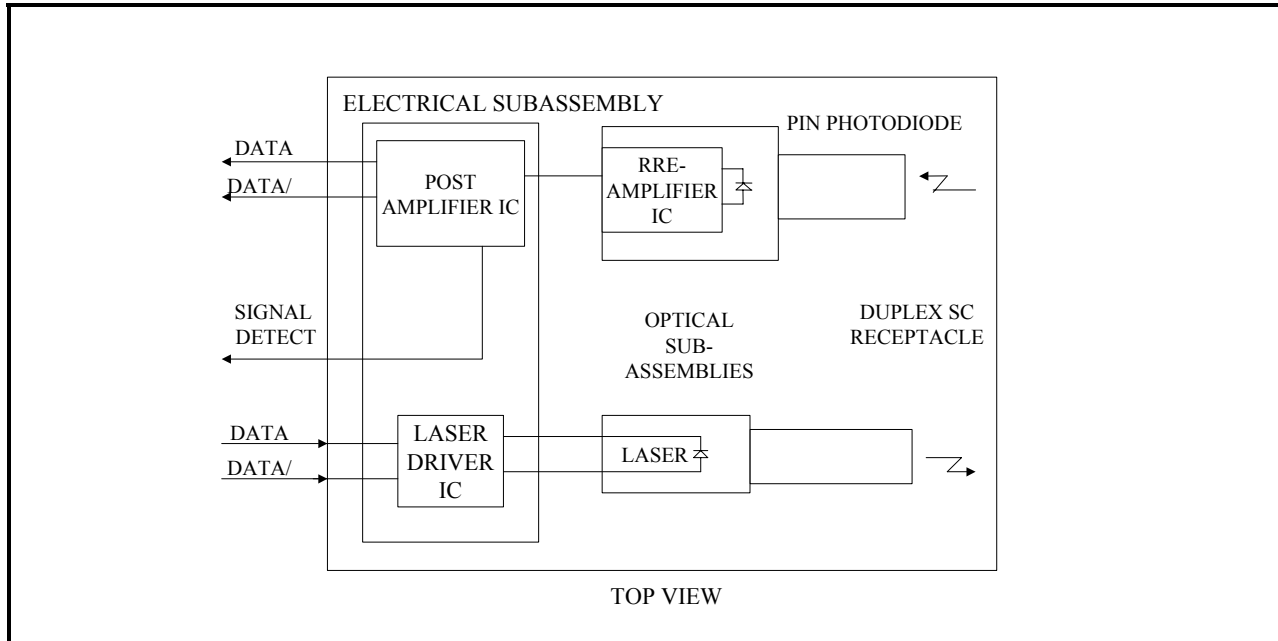 ELECTRICAL SUBASSEMBLY
PIN PHOTODIODE
DATA
DATA/
POST
AMPLIFIER IC
RRE-
AMPLIFIER
IC
SIGNAL
DETECT
OPTICAL
SUB-
ASSEMBLIES
DUPLEX SC
RECEPTACLE
DATA
DATA/
LASER
DRIVER
IC
LASER
TOP VIEW